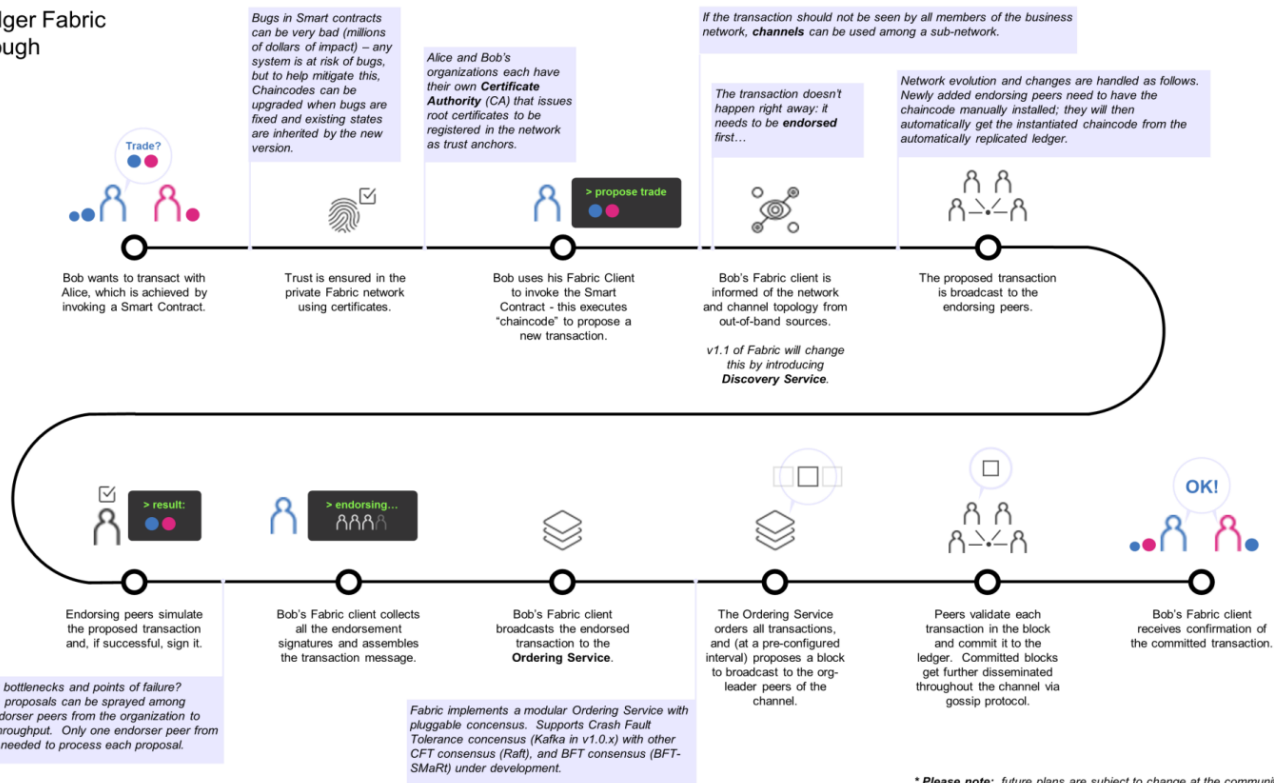 lger Fabric
ough
Bugs in Smart contracts
can be very bad (millions
of dollars of impact) – any
system is at risk of bugs,
but to help mitigate this,
Chaincodes can be
upgraded when bugs are
fixed and existing states
are inherited by the new
version.
Alice and Bob's
organizations each have
their own Certificate
Authority (CA) that issues
root certificates to be
registered in the network
as trust anchors.
If the transaction should not be seen by all members of the business
network, channels can be used among a sub-network.
The transaction doesn't
happen right away: it
needs to be endorsed
first…
Network evolution and changes are handled as follows.
Newly added endorsing peers need to have the
chaincode manually installed; they will then
automatically get the instantiated chaincode from the
automatically replicated ledger.
Trade?
> propose trade
Bob wants to transact with
Alice, which is achieved by
invoking a Smart Contract.
Trust is ensured in the
private Fabric network
using certificates.
Bob uses his Fabric Client
to invoke the Smart
Contract - this executes
"chaincode" to propose a
new transaction.
Bob's Fabric client is
informed of the network
and channel topology from
out-of-band sources.
v1.1 of Fabric will change
this by introducing
Discovery Service.
The proposed transaction
is broadcast to the
endorsing peers.
> result:
> endorsing…
OK!
Endorsing peers simulate
the proposed transaction
and, if successful, sign it.
Bob's Fabric client collects
all the endorsement
signatures and assembles
the transaction message.
Bob's Fabric client
broadcasts the endorsed
transaction to the
Ordering Service.
The Ordering Service
orders all transactions,
and (at a pre-configured
interval) proposes a block
to broadcast to the org-
leader peers of the
channel.
Peers validate each
transaction in the block
and commit it to the
ledger. Committed blocks
get further disseminated
throughout the channel via
gossip protocol.
Bob's Fabric client
receives confirmation of
the committed transaction.
bottlenecks and points of failure?
proposals can be sprayed among
dorser peers from the organization to
hroughput. Only one endorser peer from
needed to process each proposal.
Fabric implements a modular Ordering Service with
pluggable concensus. Supports Crash Fault
Tolerance consensus (Kafka in v1.0.x) with other
CFT consensus (Raft), and BFT consensus (BFT-
SMaRt) under development.
* Please note: future plans are subject to change at the communi